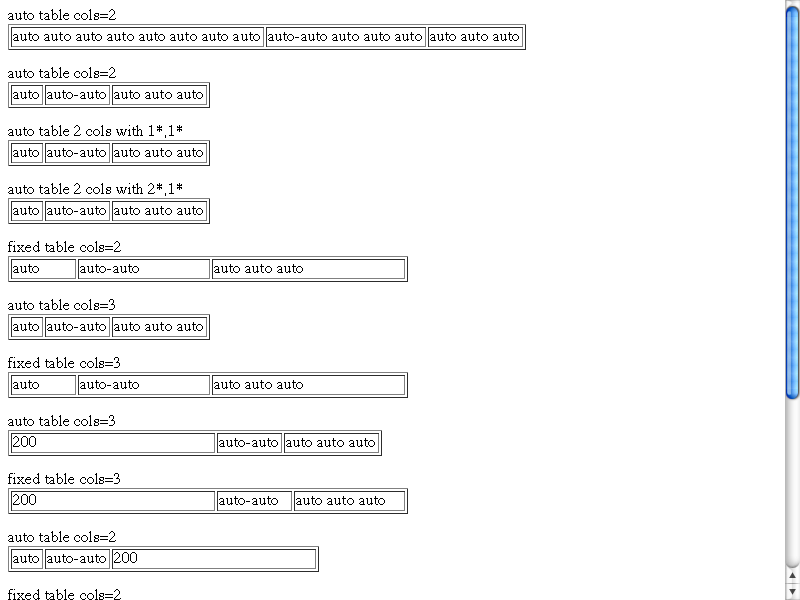 auto table cols=2
auto auto auto auto auto auto auto auto auto-auto auto auto auto auto auto auto
auto table cols=2
auto auto-auto auto auto auto
auto table 2 cols with 1*,1*
auto auto-auto auto auto auto
auto table 2 cols with 2*,1*
auto auto-auto auto auto auto
fixed table cols=2
auto auto-auto auto auto auto
auto table cols=3
auto auto-auto auto auto auto
fixed table cols=3
auto auto-auto auto auto auto
auto table cols=3
200 auto-auto auto auto auto
fixed table cols=3
200 auto-auto auto auto auto
auto table cols=2
auto auto-auto 200
fixed table cols=2